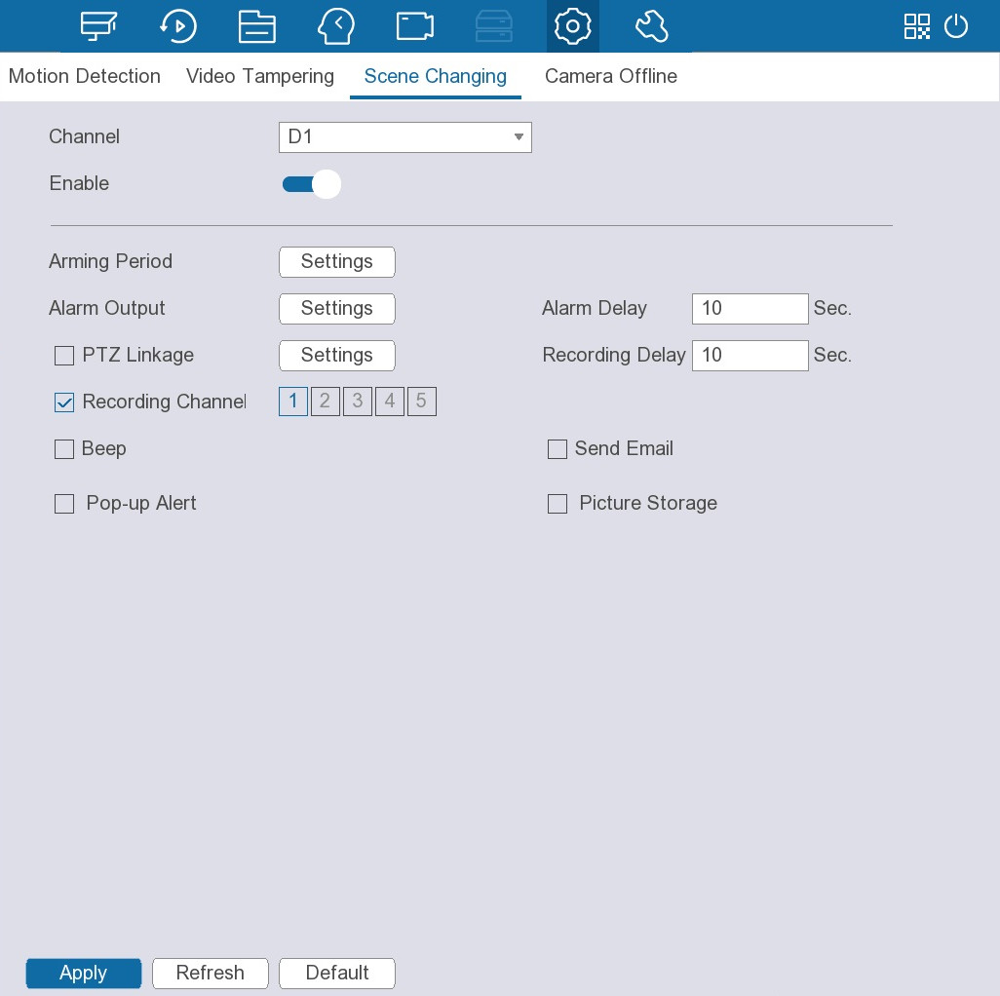 Motion Detection Video Tampering Scene Changing Camera Offline
Channel D1
Enable
Arming Period Settings
Alarm Output Settings Alarm Delay 10 Sec.
PTZ Linkage Settings Recording Delay 10 Sec.
Recording Channel 1 2 3 4 5
Beep Send Email
Pop-up Alert Picture Storage
Apply Refresh Default